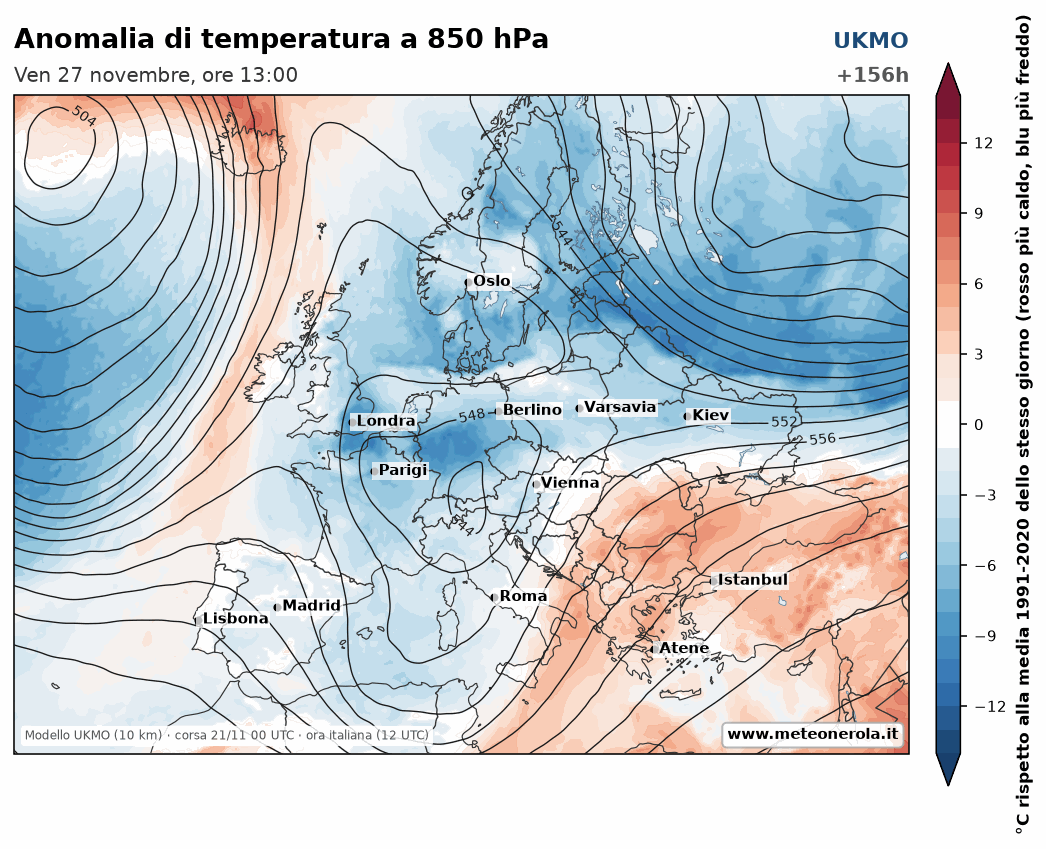 Anomalia di temperatura a 850 hPa
UKMO
Ven 27 novembre, ore 13:00
+156h
504
544
Oslo
548
Londra
Berlino
Varsavia
Kiev
552
556
Parigi
Vienna
Istanbul
Madrid
Roma
Lisbona
Atene
Modello UKMO (10 km) · corsa 21/11 00 UTC · ora italiana (12 UTC)
www.meteonerola.it
12
9
6
3
0
−3
−6
−9
−12
°C rispetto alla media 1991-2020 dello stesso giorno (rosso più caldo, blu più freddo)